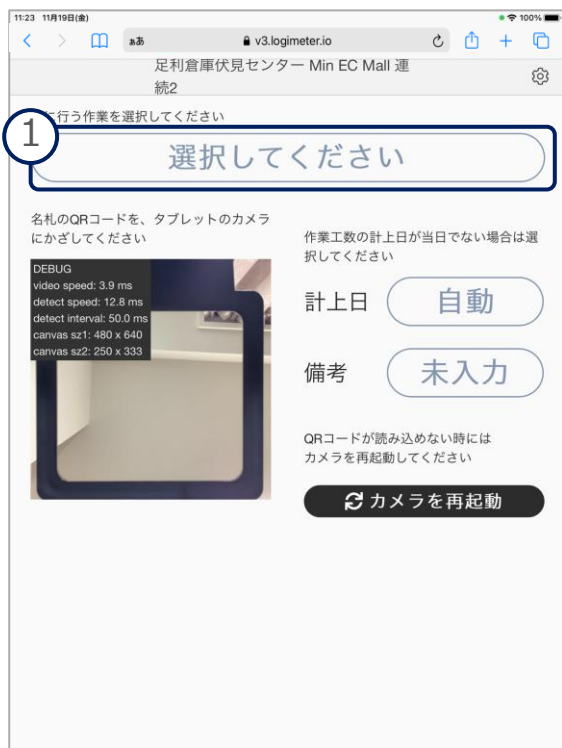 11:23 11月19日(金)
100%
ぁあ
v3.logimeter.io
足利倉庫伏見センター Min EC Mall 連
続2
に行う作業を選択してください
1
選択してください
名札のQRコードを、タブレットのカメラ
にかざしてください
DEBUG
video speed: 3.9 ms
detect speed: 12.8 ms
detect interval: 50.0 ms
canvas sz1: 480 x 640
canvas sz2: 250 x 333
作業工数の計上日が当日でない場合は選
択してください
計上日
自動
備考
未入力
QRコードが読み込めない時には
カメラを再起動してください
カメラを再起動